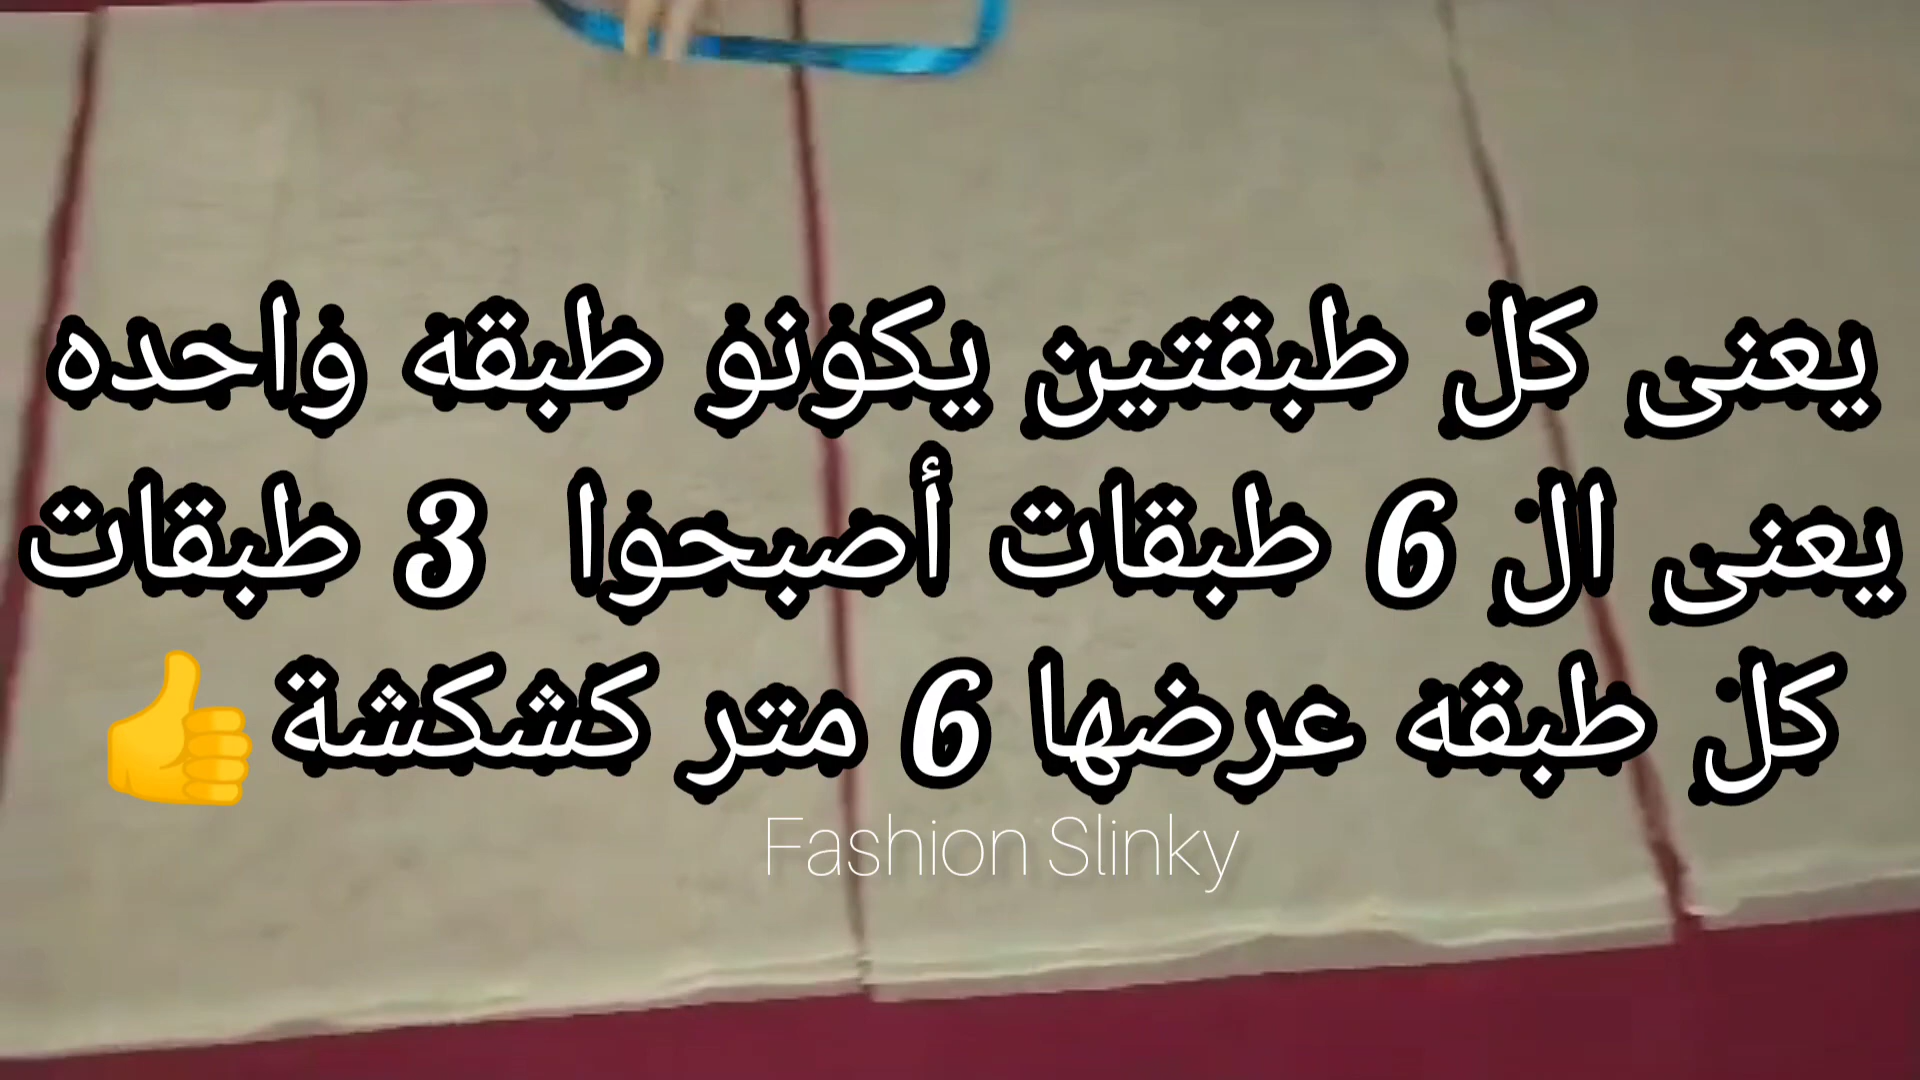 يعنى كل طبقتين يكونو طبقه واحده
يعنى ال 6 طبقات أصبحوا 3 طبقات
كل طبقه عرضها 6 متر كشكشة 👍
Fashion Slinky